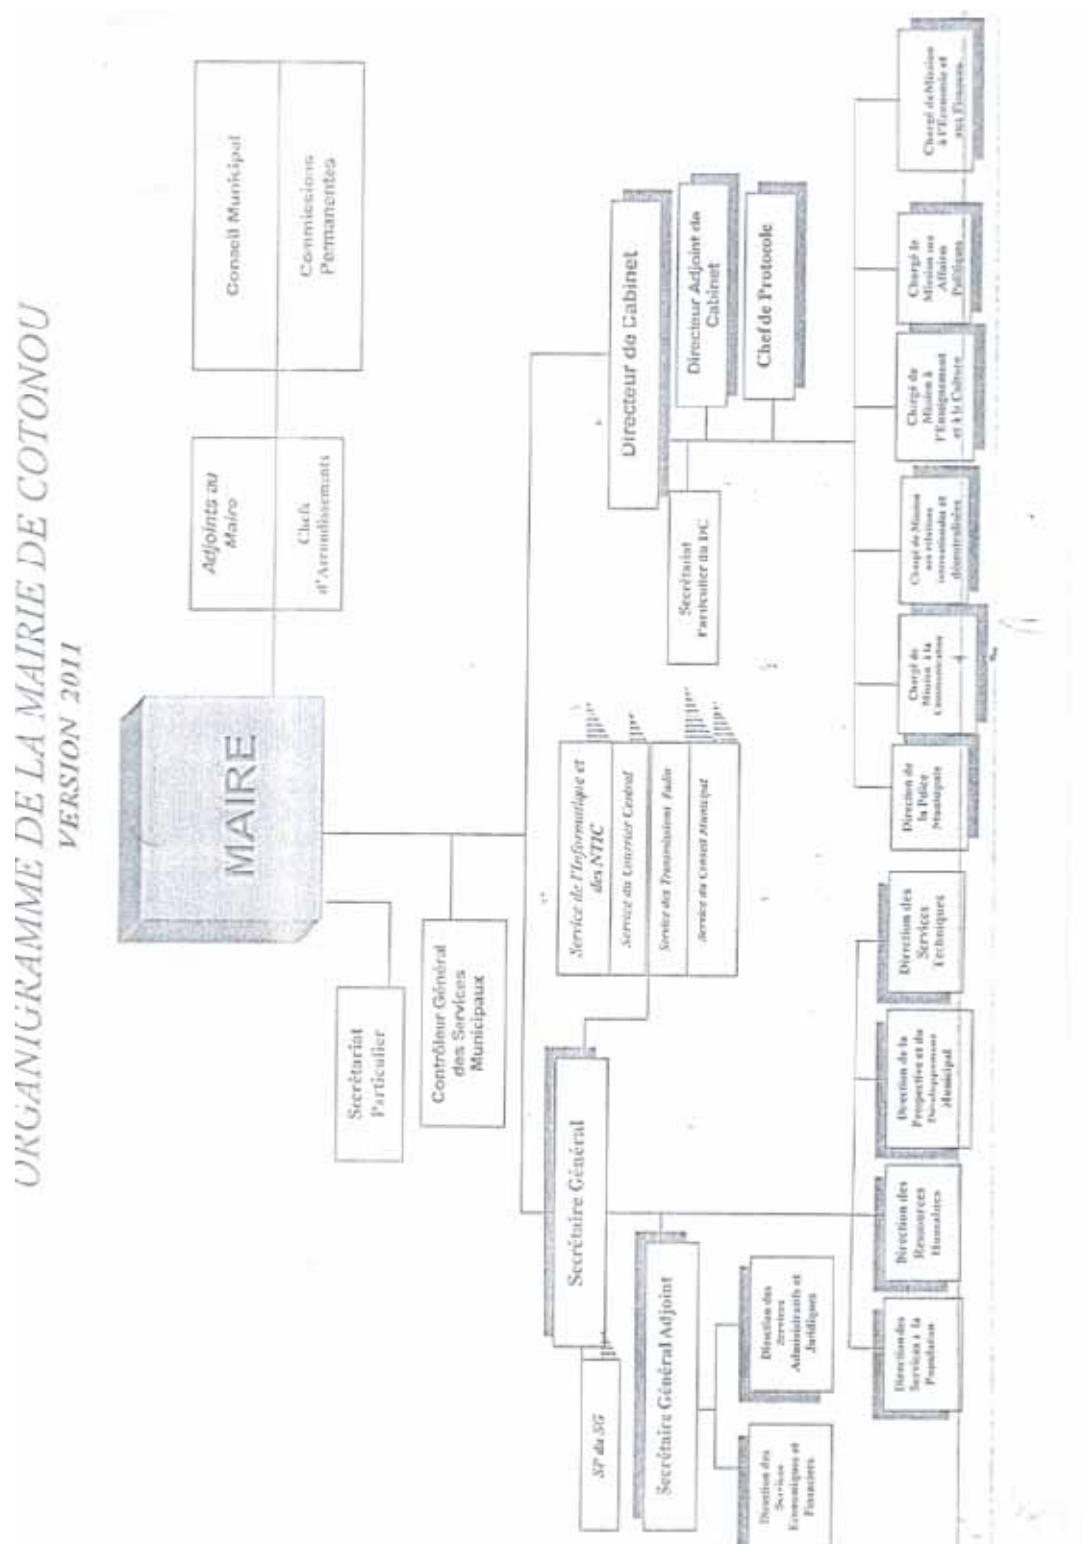 ORGANIGRAMME DE LA MAIRIE DE COTONOU
VERSION 2011
MAIRE
Adjoints au
Maire
Chefs
d'Arrondissements
Conseil Municipal
Commissions
Permanentes
Secrétariat
Particulier
Contrôleur Général
des Services
Municipaux
Secrétaire Général
SP du SG
Service de l'Informatique et
des NTIC
Service du Courrier Central
Service des Transmissions Radio
Service du Conseil Municipal
Secrétaire Général Adjoint
Direction des
Services
Economiques et
Financiers
Direction des
Services
Administratifs et
Juridiques
Directeur de Cabinet
Directeur Adjoint de
Cabinet
Chef de Protocole
Secrétariat
Particulier du DC
Direction des
Services à la
Population
Direction des
Ressources
Humaines
Direction de la
Prospective et du
Développement
Municipal
Direction des
Services
Techniques
Direction de
la Police
Municipale
Chargé de
Mission à la
Communication
Chargé de Mission
aux relations
internationales et
décentralisées
Chargé de
Mission à
l'Enseignement
et à la Culture
Chargé de
Mission aux
Affaires
Politiques
Chargé de Mission
à l'Economie et
aux Finances